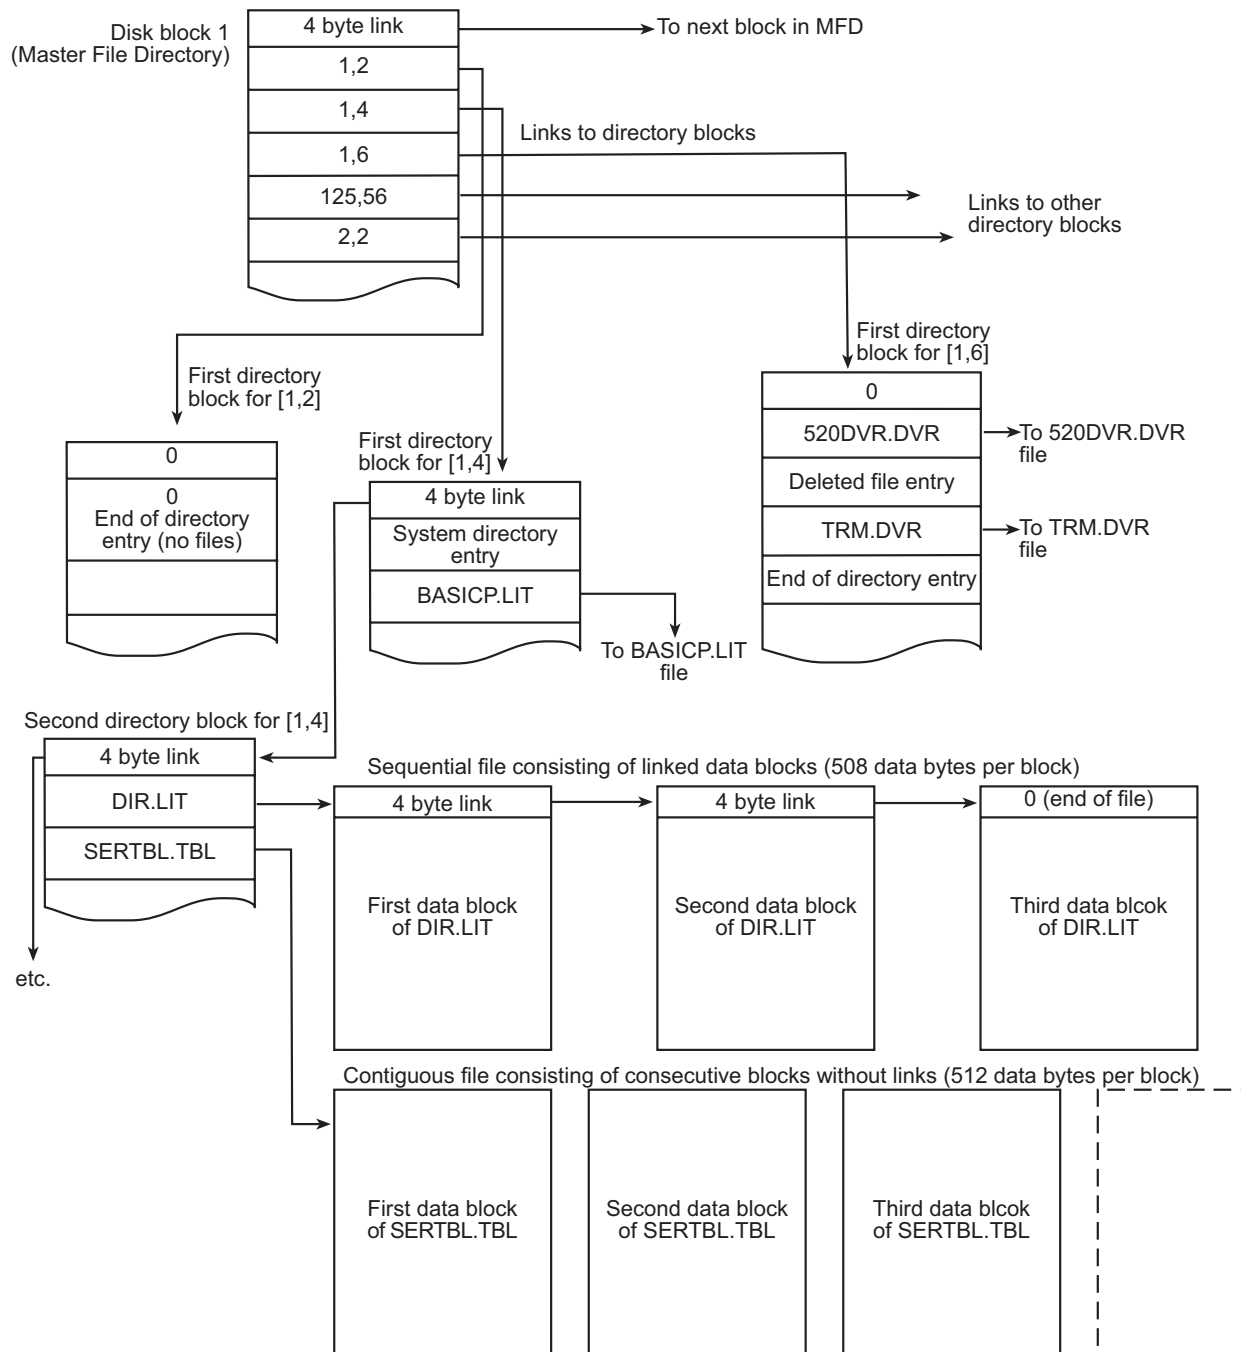 Disk block 1
(Master File Directory)
4 byte link
To next block in MFD
1,2
1,4
1,6
125,56
2,2
Links to directory blocks
Links to other
directory blocks
First directory
block for [1,2]
0
0
End of directory
entry (no files)
First directory
block for [1,4]
4 byte link
System directory
entry
BASICP.LIT
To BASICP.LIT
file
First directory
block for [1,6]
0
520DVR.DVR
To 520DVR.DVR
file
Deleted file entry
TRM.DVR
To TRM.DVR
file
End of directory entry
Second directory block for [1,4]
4 byte link
DIR.LIT
SERTBL.TBL
etc.
Sequential file consisting of linked data blocks (508 data bytes per block)
4 byte link
First data block
of DIR.LIT
4 byte link
Second data block
of DIR.LIT
0 (end of file)
Third data blcok
of DIR.LIT
Contiguous file consisting of consecutive blocks without links (512 data bytes per block)
First data block
of SERTBL.TBL
Second data block
of SERTBL.TBL
Third data blcok
of SERTBL.TBL